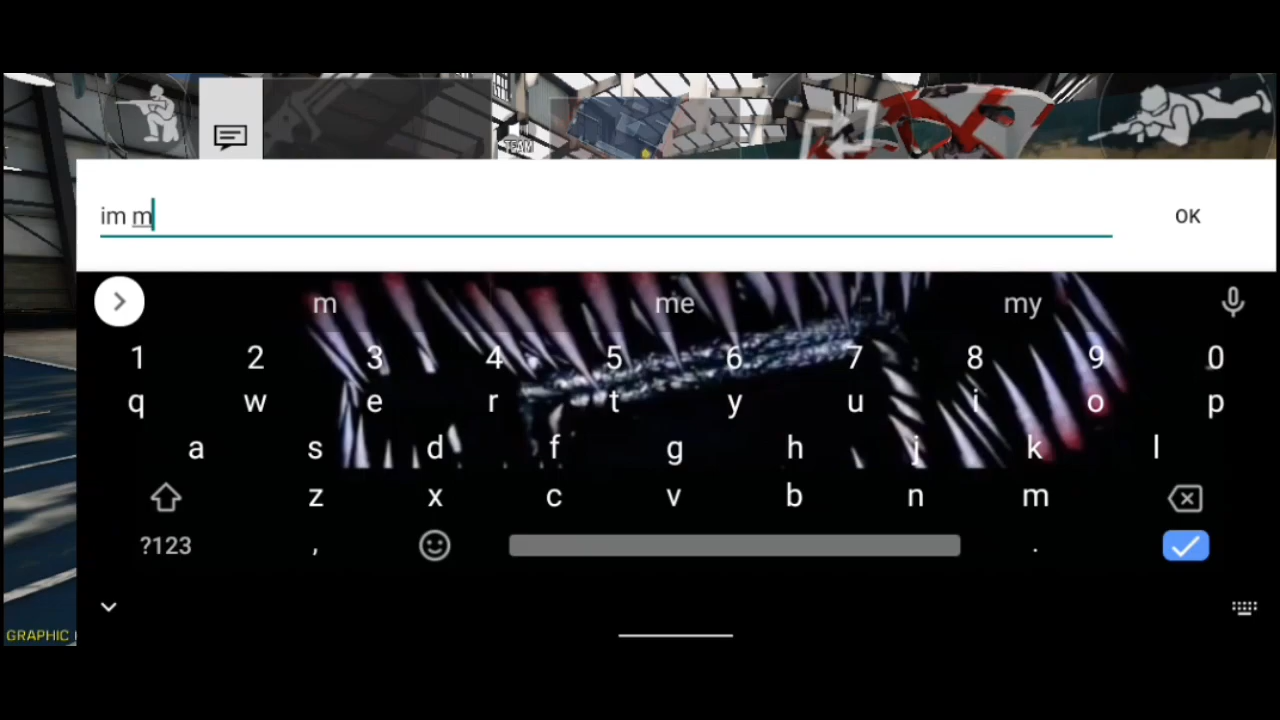 TEAM
im m
OK
m me my
1 2 3 4 5 6 7 8 9 0
q w e r t y u i o p
a s d f g h j k l
z x c v b n m
?123 , .
GRAPHIC